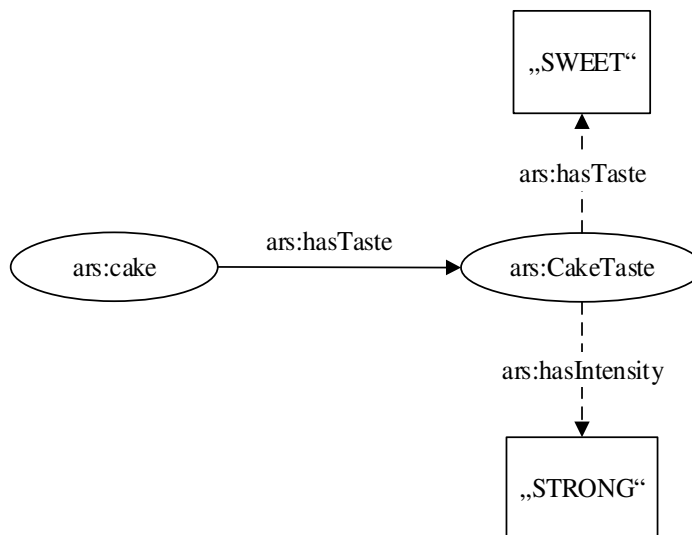 „SWEET“
ars:hasTaste
ars:hasTaste
ars:cake
ars:CakeTaste
ars:hasIntensity
„STRONG“